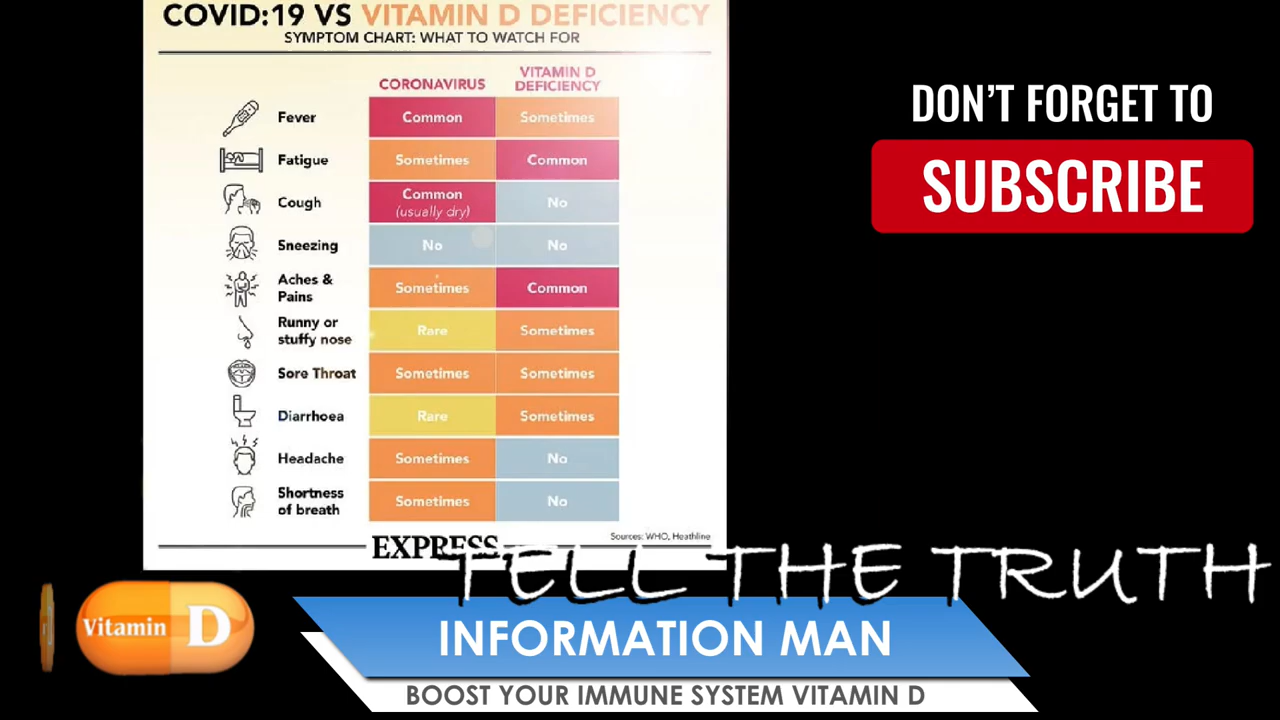 COVID:19 VS VITAMIN D DEFICIENCY
SYMPTOM CHART: WHAT TO WATCH FOR
CORONAVIRUS
VITAMIN D
DEFICIENCY
Fever Common Sometimes
Fatigue Sometimes Common
Cough Common (usually dry) No
Sneezing No No
Aches & Pains Sometimes Common
Runny or stuffy nose Rare Sometimes
Sore Throat Sometimes Sometimes
Diarrhoea Rare Sometimes
Headache Sometimes No
Shortness of breath Sometimes No
Sources: WHO, Heathline
EXPRESS
DON'T FORGET TO
SUBSCRIBE
TELL THE TRUTH
Vitamin D
INFORMATION MAN
BOOST YOUR IMMUNE SYSTEM VITAMIN D